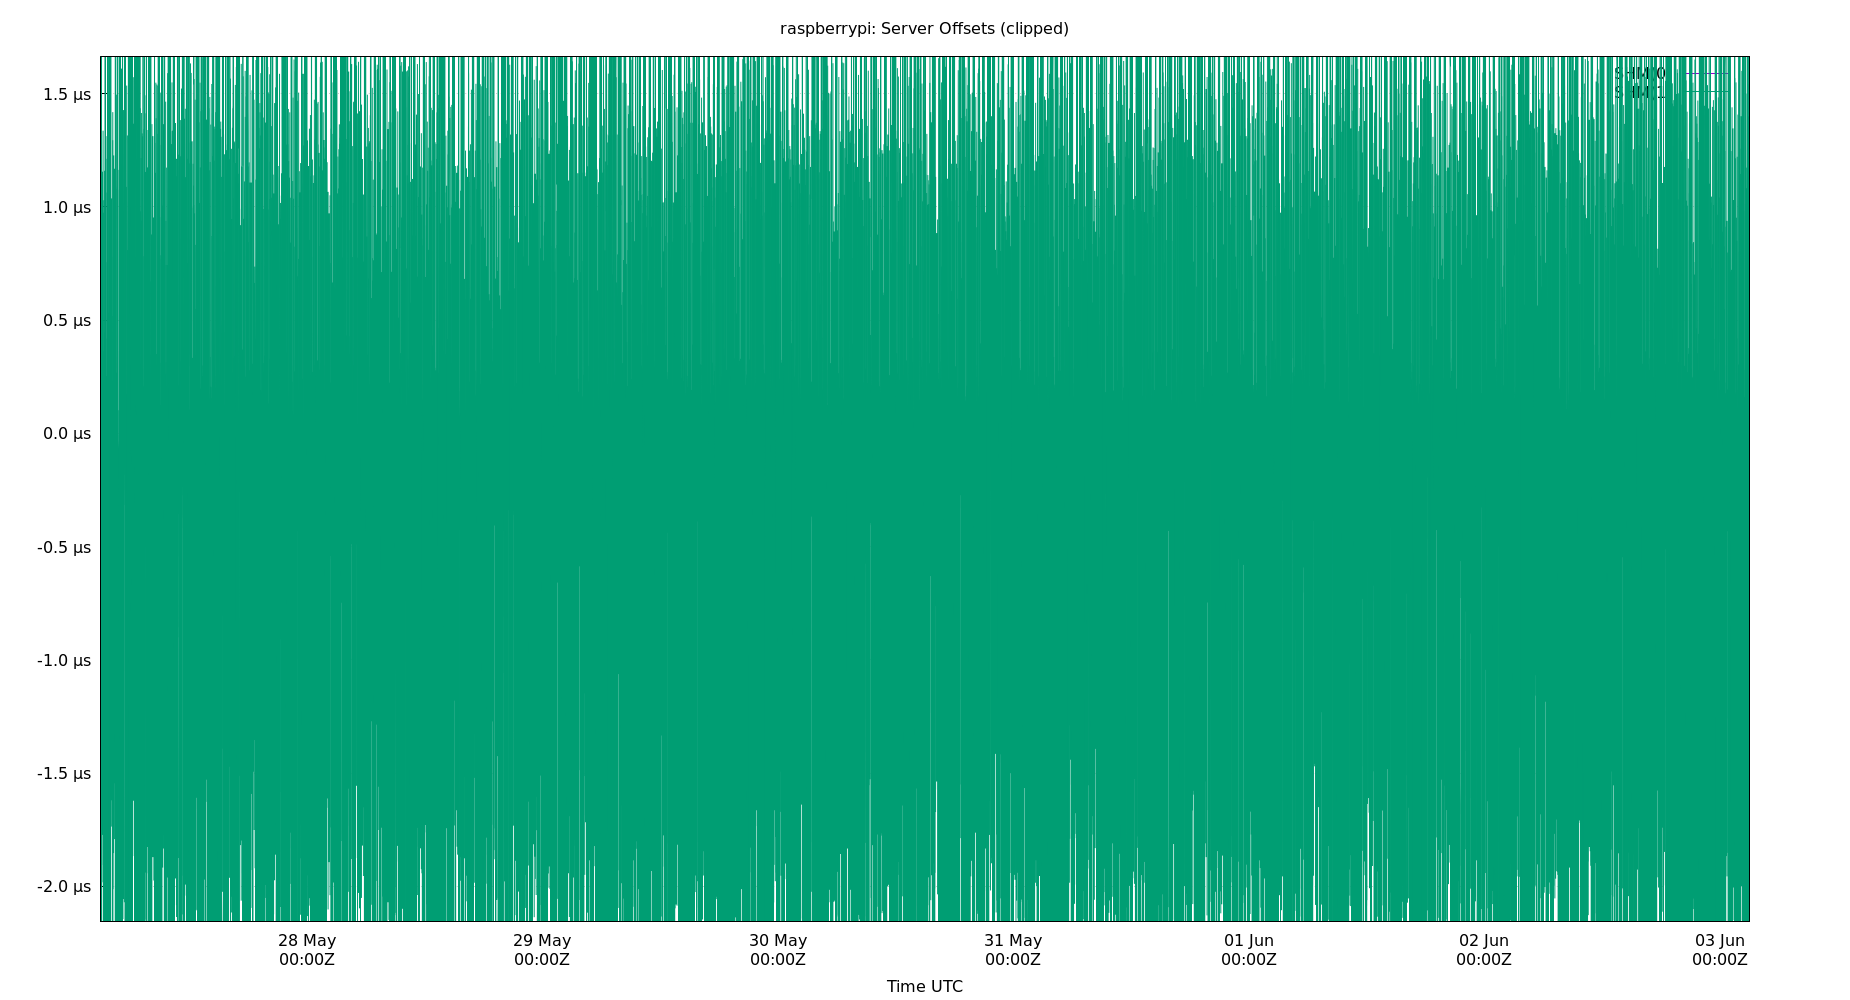 raspberrypi: Server Offsets (clipped)
1.5 µs
1.0 µs
0.5 µs
0.0 µs
-0.5 µs
-1.0 µs
-1.5 µs
-2.0 µs
28 May
00:00Z
29 May
00:00Z
30 May
00:00Z
31 May
00:00Z
01 Jun
00:00Z
02 Jun
00:00Z
03 Jun
00:00Z
Time UTC